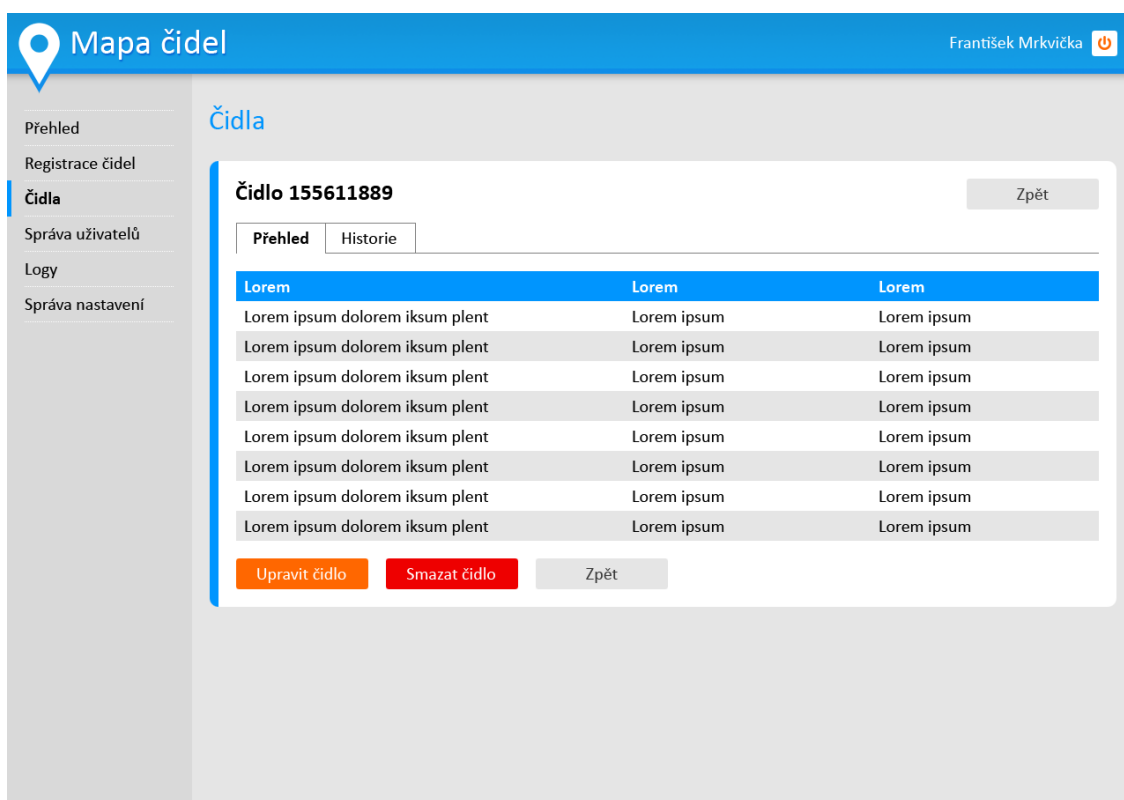 Mapa čidel
František Mrkvička
Přehled
Registrace čidel
Čidla
Správa uživatelů
Logy
Správa nastavení
Čidla
Čidlo 155611889
Zpět
Přehled Historie
Lorem Lorem Lorem
Lorem ipsum dolorem iksum plent Lorem ipsum Lorem ipsum
Lorem ipsum dolorem iksum plent Lorem ipsum Lorem ipsum
Lorem ipsum dolorem iksum plent Lorem ipsum Lorem ipsum
Lorem ipsum dolorem iksum plent Lorem ipsum Lorem ipsum
Lorem ipsum dolorem iksum plent Lorem ipsum Lorem ipsum
Lorem ipsum dolorem iksum plent Lorem ipsum Lorem ipsum
Lorem ipsum dolorem iksum plent Lorem ipsum Lorem ipsum
Lorem ipsum dolorem iksum plent Lorem ipsum Lorem ipsum
Upravit čidlo Smazat čidlo Zpět